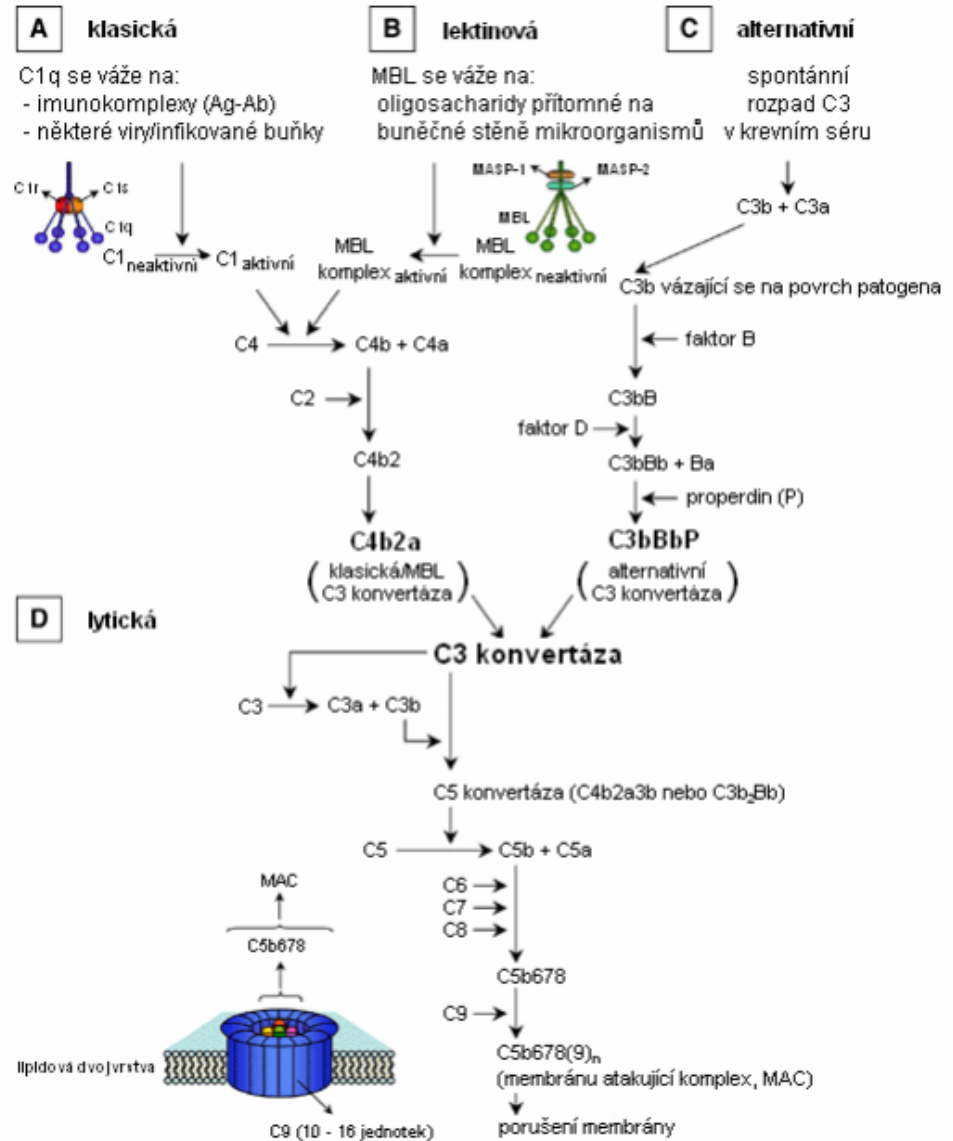 A klasická
C1q se váže na:
- imunokomplexy (Ag-Ab)
- některé viry/infikované buňky
C1r
C1s
C1q
C1neaktivní
C1aktivní
B lektinová
MBL se váže na:
oligosacharidy přítomné na
buněčné stěně mikroorganismů
MASP-1
MASP-2
MBL
MBL
komplexaktivní
MBL
komplexneaktivní
C4
C4b + C4a
C2
C4b2
C4b2a
(klasická/MBL
C3 konvertáza)
C alternativní
spontánní
rozpad C3
v krevním séru
C3b + C3a
C3b vázající se na povrch patogena
faktor B
C3bB
faktor D
C3bBb + Ba
properdin (P)
C3bBbP
(alternativní
C3 konvertáza)
D lytická
C3 konvertáza
C3
C3a + C3b
C5 konvertáza (C4b2a3b nebo C3b2Bb)
C5
C5b + C5a
C6
C7
C8
C5b678
C9
C5b678(9)n
(membránu atakující komplex, MAC)
porušení membrány
MAC
C5b678
lipidová dvojvrstva
C9 (10 - 16 jednotek)